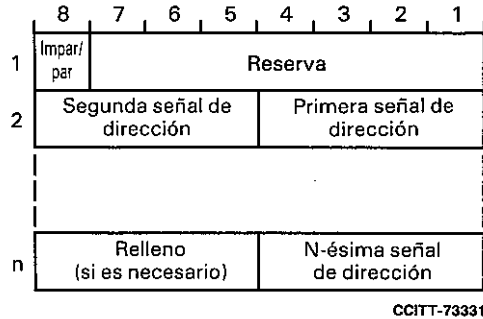 8 7 6 5 4 3 2 1
1 Impar/ Reserva
par
Segunda señal de Primera señal de
2 dirección dirección
Relleno N-ésima señal
n (si es necesario) de dirección
CCITT-73331